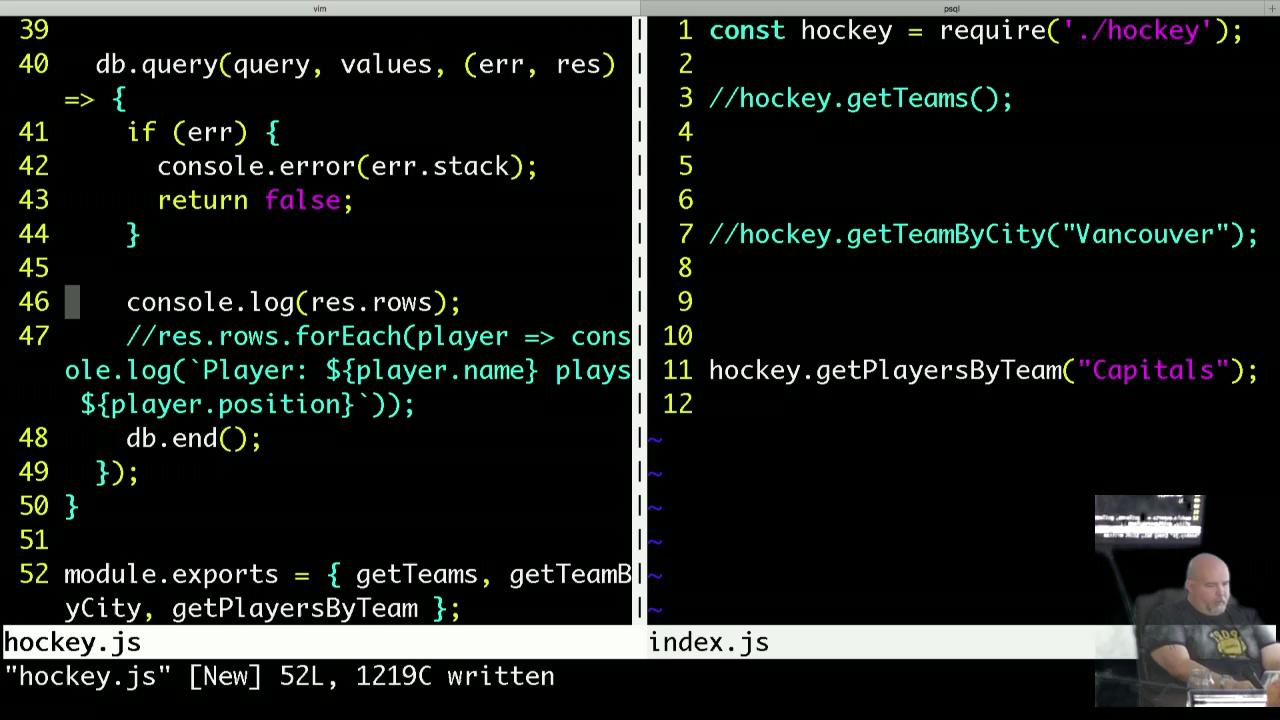 vim
psql
39
40   db.query(query, values, (err, res)
=> {
41     if (err) {
42       console.error(err.stack);
43       return false;
44     }
45
46     console.log(res.rows);
47     //res.rows.forEach(player => cons
ole.log(`Player: ${player.name} plays
 ${player.position}`));
48     db.end();
49   });
50 }
51
52 module.exports = { getTeams, getTeamB
yCity, getPlayersByTeam };
hockey.js
"hockey.js" [New] 52L, 1219C written
1 const hockey = require('./hockey');
2
3 //hockey.getTeams();
4
5
6
7 //hockey.getTeamByCity("Vancouver");
8
9
10
11 hockey.getPlayersByTeam("Capitals");
12
~
~
~
~
~
~
index.js